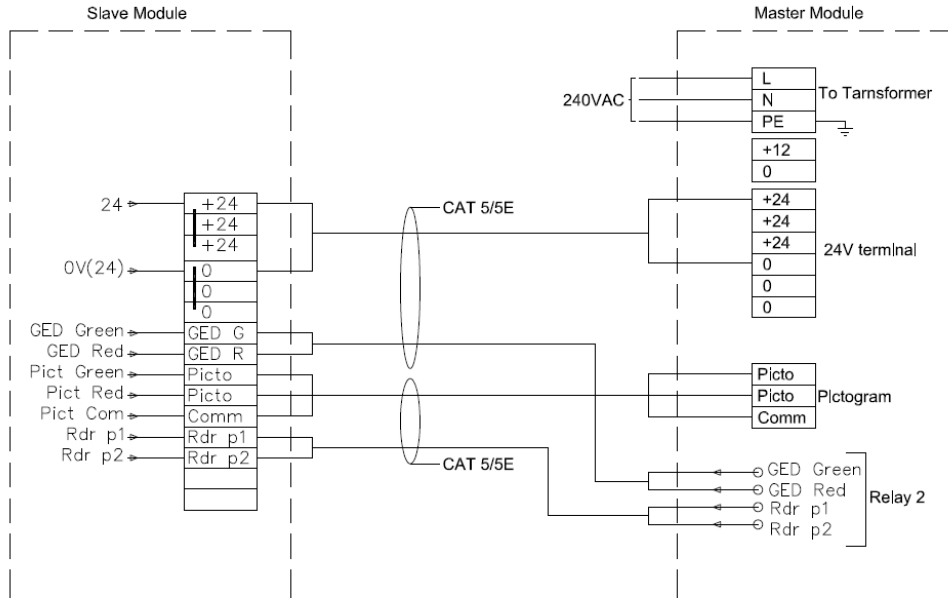 Slave Module
Master Module
240VAC
L
N
PE
To Tarnsformer
+12
0
24
0V(24)
+24
+24
+24
0
0
0
CAT 5/5E
+24
+24
+24
0
0
0
24V terminal
GED Green
GED Red
Pict Green
Pict Red
Pict Com
Rdr p1
Rdr p2
GED G
GED R
Picto
Picto
Comm
Rdr p1
Rdr p2
CAT 5/5E
Picto
Picto
Comm
Pictogram
GED Green
GED Red
Rdr p1
Rdr p2
Relay 2